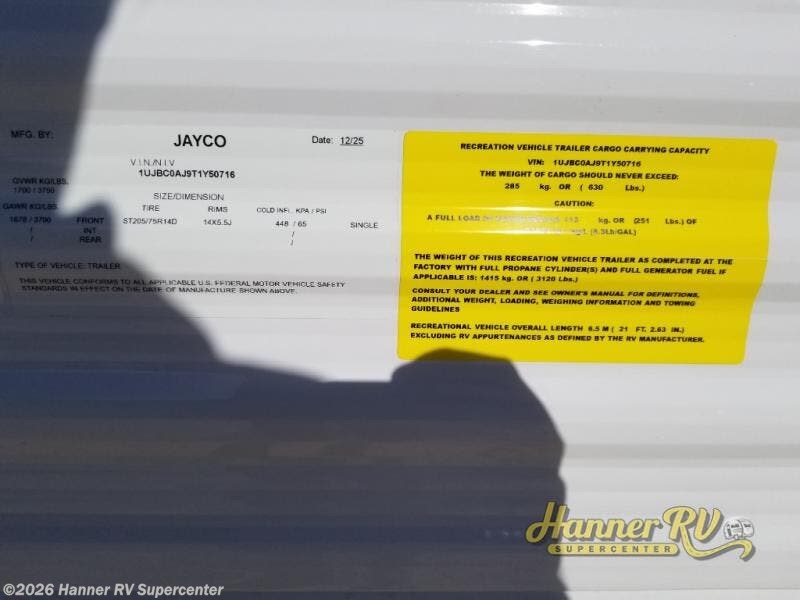 MFG. BY: JAYCO Date: 12/25
V.I.N./N.I.V
1UJBC0AJ9T1Y50716
GVWR KG/LBS.
1700 / 3750
SIZE/DIMENSION
GAWR KG/LBS. TIRE RIMS COLD INFL. KPA / PSI
1678 / 3700 FRONT ST205/75R14D 14X5.5J 448 / 65 SINGLE
/ INT. /
/ REAR /
TYPE OF VEHICLE: TRAILER
THIS VEHICLE CONFORMS TO ALL APPLICABLE U.S. FEDERAL MOTOR VEHICLE SAFETY
STANDARDS IN EFFECT ON THE DATE OF MANUFACTURE SHOWN ABOVE.
RECREATION VEHICLE TRAILER CARGO CARRYING CAPACITY
VIN: 1UJBC0AJ9T1Y50716
THE WEIGHT OF CARGO SHOULD NEVER EXCEED:
285 kg. OR ( 630 Lbs.)
CAUTION:
A FULL LOAD kg. OR (251 Lbs.) OF
(8.3Lb/GAL)
THE WEIGHT OF THIS RECREATION VEHICLE TRAILER AS COMPLETED AT THE
FACTORY WITH FULL PROPANE CYLINDER(S) AND FULL GENERATOR FUEL IF
APPLICABLE IS: 1415 kg. OR ( 3120 Lbs.)
CONSULT YOUR DEALER AND SEE OWNER'S MANUAL FOR DEFINITIONS,
ADDITIONAL WEIGHT, LOADING, WEIGHING INFORMATION AND TOWING
GUIDELINES
RECREATIONAL VEHICLE OVERALL LENGTH 6.5 M ( 21 FT. 2.63 IN.)
EXCLUDING RV APPURTENANCES AS DEFINED BY THE RV MANUFACTURER.
Hanner RV
SUPERCENTER
©2026 Hanner RV Supercenter